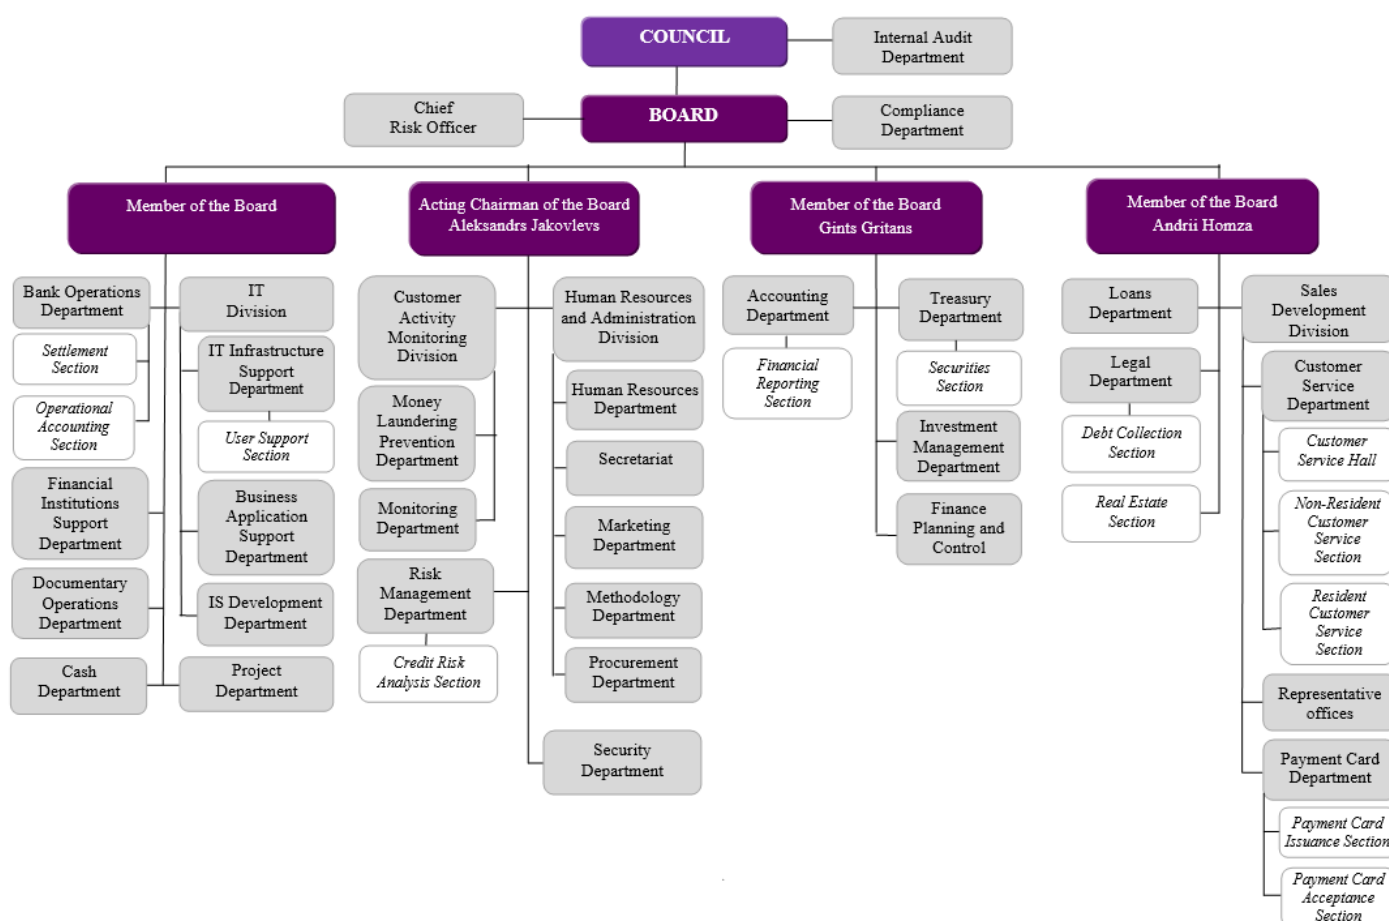 COUNCIL
Internal Audit
Department
Chief
Risk Officer
BOARD
Compliance
Department
Member of the Board
Acting Chairman of the Board
Aleksandrs Jakovlevs
Member of the Board
Gints Gritans
Member of the Board
Andrii Homza
Bank Operations
Department
Settlement
Section
Operational
Accounting
Section
Financial
Institutions
Support
Department
Documentary
Operations
Department
Cash
Department
IT
Division
IT Infrastructure
Support
Department
User Support
Section
Business
Application
Support
Department
IS Development
Department
Project
Department
Customer
Activity
Monitoring
Division
Money
Laundering
Prevention
Department
Monitoring
Department
Risk
Management
Department
Credit Risk
Analysis Section
Human Resources
and Administration
Division
Human Resources
Department
Secretariat
Marketing
Department
Methodology
Department
Procurement
Department
Security
Department
Accounting
Department
Financial
Reporting
Section
Treasury
Department
Securities
Section
Investment
Management
Department
Finance
Planning and
Control
Loans
Department
Legal
Department
Debt Collection
Section
Real Estate
Section
Sales
Development
Division
Customer
Service
Department
Customer
Service Hall
Non-Resident
Customer
Service
Section
Resident
Customer
Service
Section
Representative
offices
Payment Card
Department
Payment Card
Issuance Section
Payment Card
Acceptance
Section